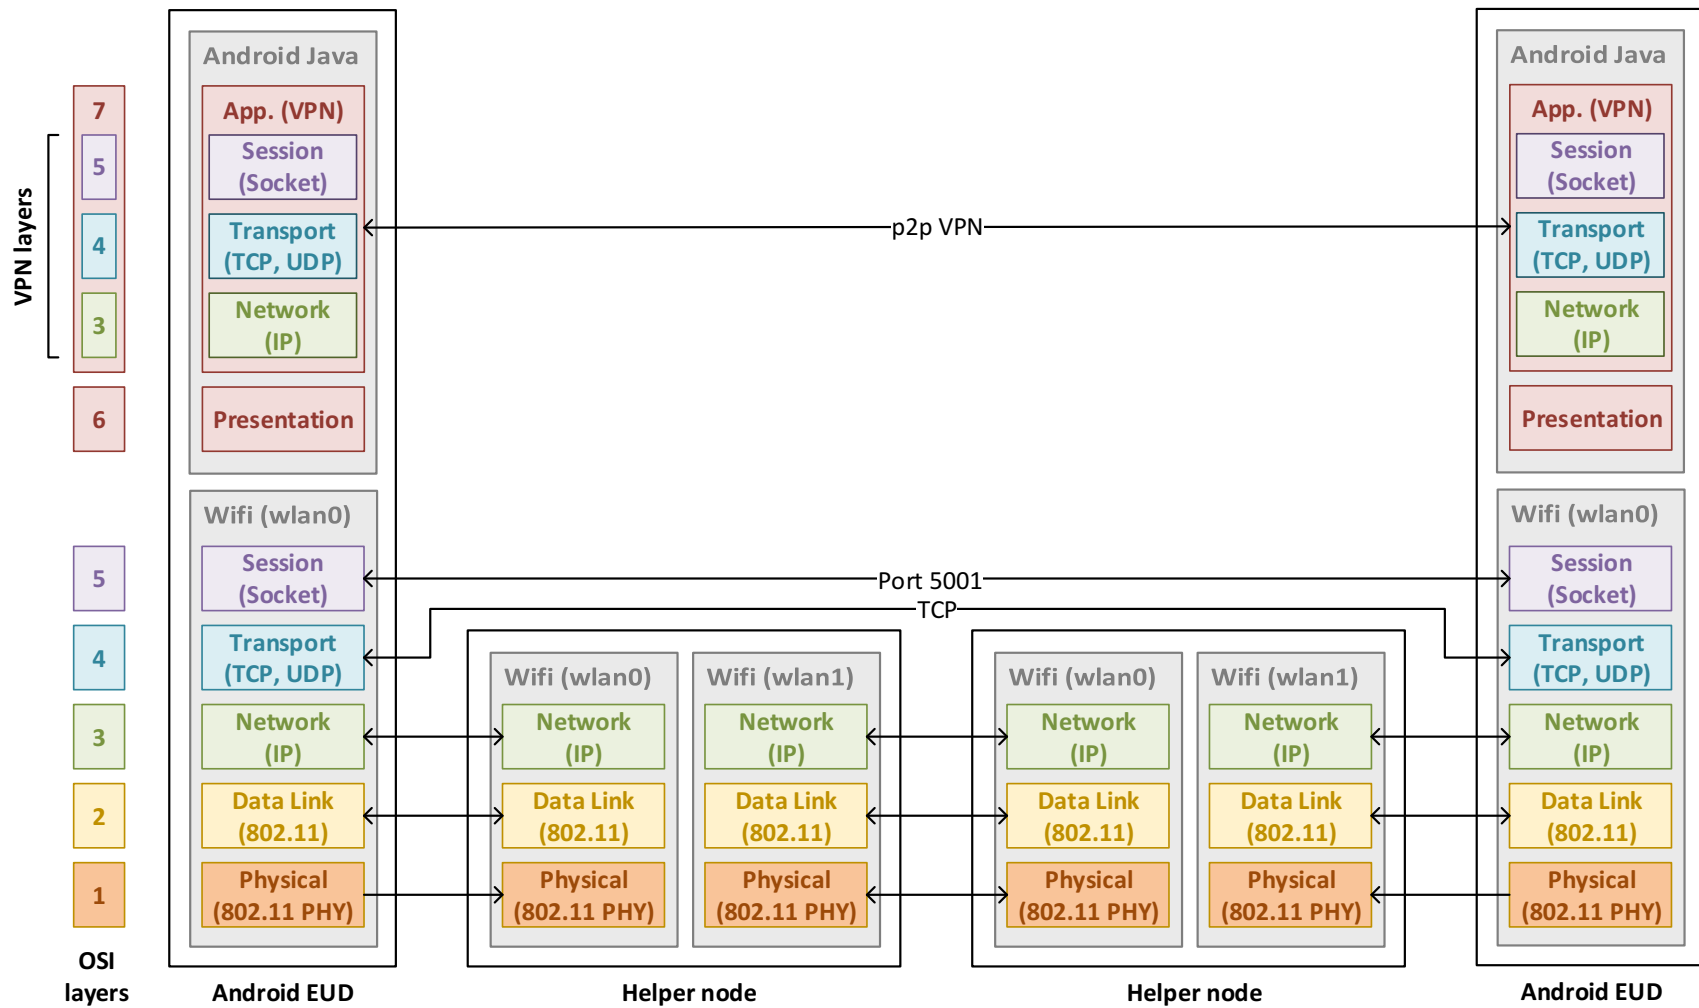 Android Java
Android Java
7
App. (VPN)
App. (VPN)
VPN layers
5
Session
(Socket)
Session
(Socket)
4
Transport
(TCP, UDP)
p2p VPN
Transport
(TCP, UDP)
3
Network
(IP)
Network
(IP)
6
Presentation
Presentation
Wifi (wlan0)
Wifi (wlan0)
5
Session
(Socket)
Port 5001
Session
(Socket)
TCP
4
Transport
(TCP, UDP)
Wifi (wlan0)
Wifi (wlan1)
Wifi (wlan0)
Wifi (wlan1)
Transport
(TCP, UDP)
3
Network
(IP)
Network
(IP)
Network
(IP)
Network
(IP)
Network
(IP)
Network
(IP)
2
Data Link
(802.11)
Data Link
(802.11)
Data Link
(802.11)
Data Link
(802.11)
Data Link
(802.11)
Data Link
(802.11)
1
Physical
(802.11 PHY)
Physical
(802.11 PHY)
Physical
(802.11 PHY)
Physical
(802.11 PHY)
Physical
(802.11 PHY)
Physical
(802.11 PHY)
OSI
layers
Android EUD
Helper node
Helper node
Android EUD